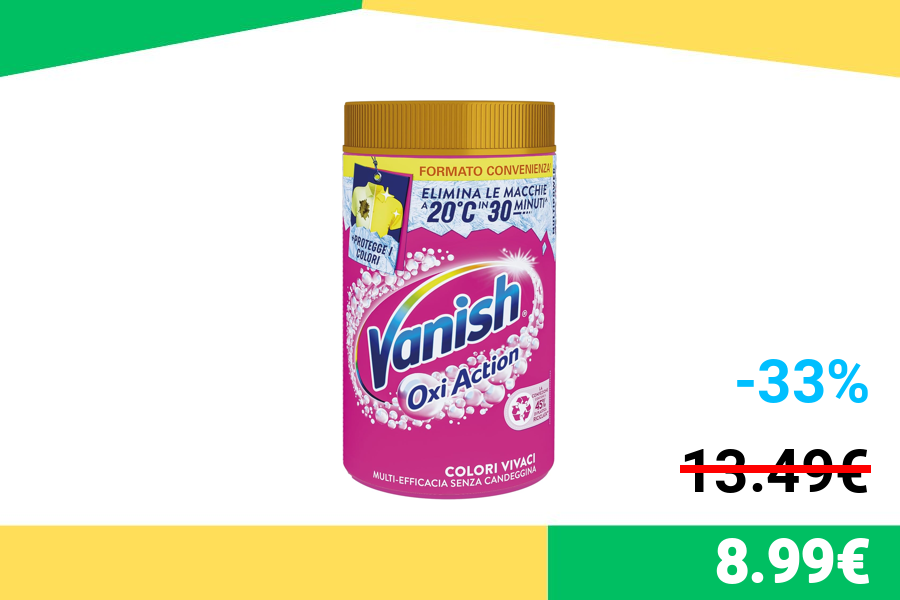 FORMATO CONVENIENZA
ELIMINA LE MACCHIE
A 20°C IN 30 MINUTI
+PROTEGGE I
COLORI
Vanish®
Oxi Action
45%
COLORI VIVACI
MULTI-EFFICACIA SENZA CANDEGGINA
-33%
13.49€
8.99€